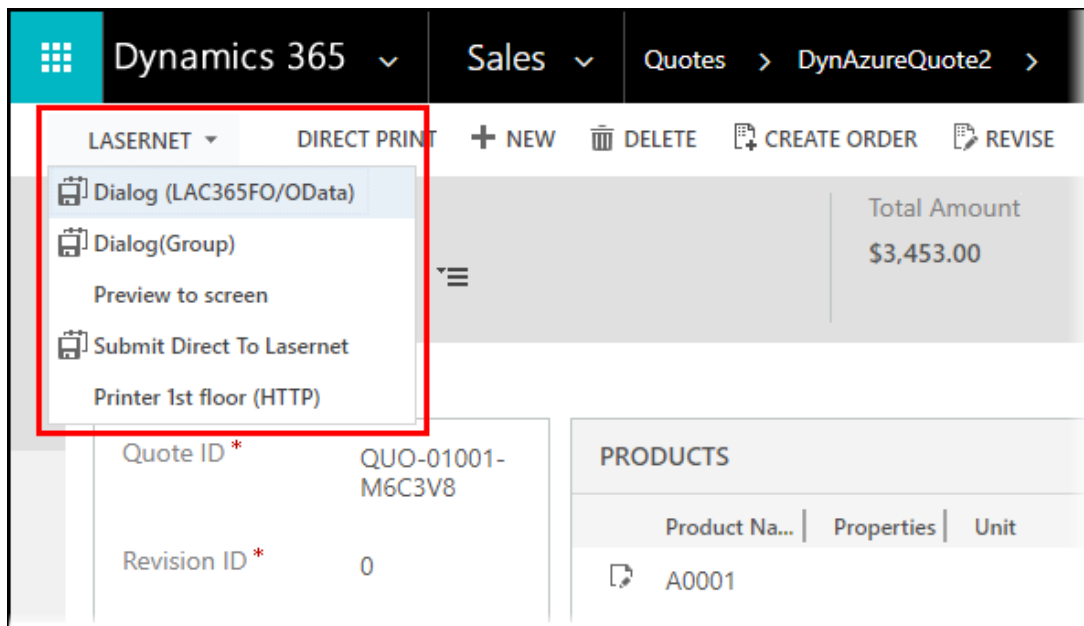 Dynamics 365 Sales Quotes > DynAzureQuote2 >
LASERNET DIRECT PRINT + NEW DELETE CREATE ORDER REVISE
Dialog (LAC365FO/OData)
Dialog(Group)
Preview to screen
Submit Direct To Lasernet
Printer 1st floor (HTTP)
Total Amount
$3,453.00
Quote ID *
QUO-01001-
M6C3V8
Revision ID *
0
PRODUCTS
Product Na... Properties Unit
A0001